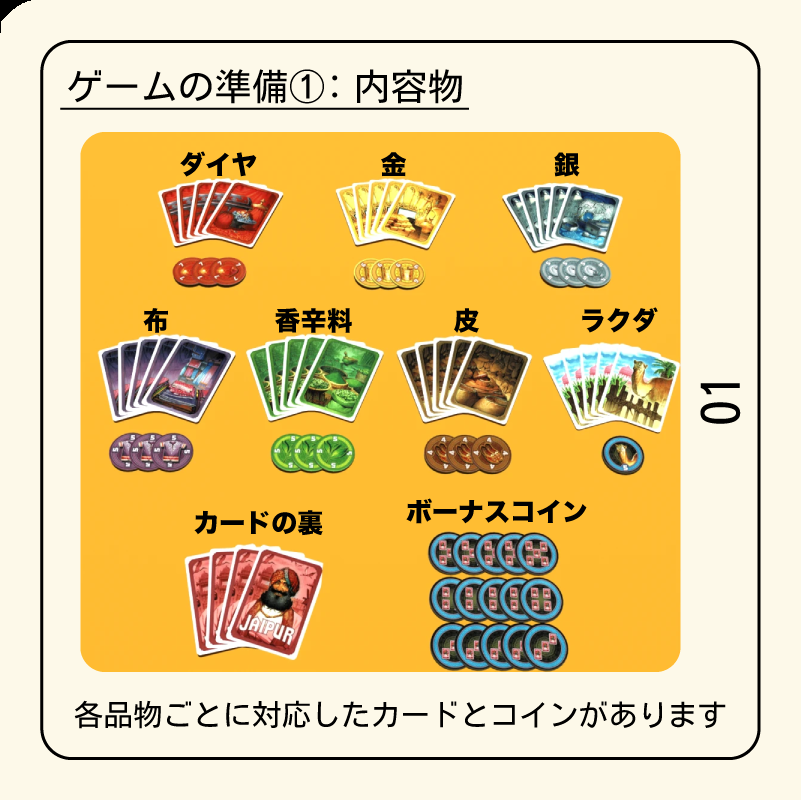 ゲームの準備①：内容物
ダイヤ
金
銀
布
香辛料
皮
ラクダ
カードの裏
ボーナスコイン
JAIPUR
各品物ごとに対応したカードとコインがあります
01